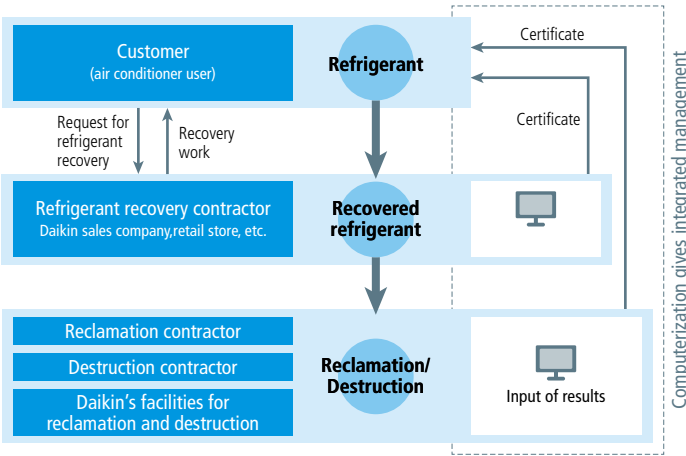 Customer
(air conditioner user)
Refrigerant
Certificate
Certificate
Request for
refrigerant
recovery
Recovery
work
Refrigerant recovery contractor
Daikin sales company,retail store, etc.
Recovered
refrigerant
Reclamation contractor
Destruction contractor
Daikin's facilities for
reclamation and destruction
Reclamation/
Destruction
Input of results
Computerization gives integrated management